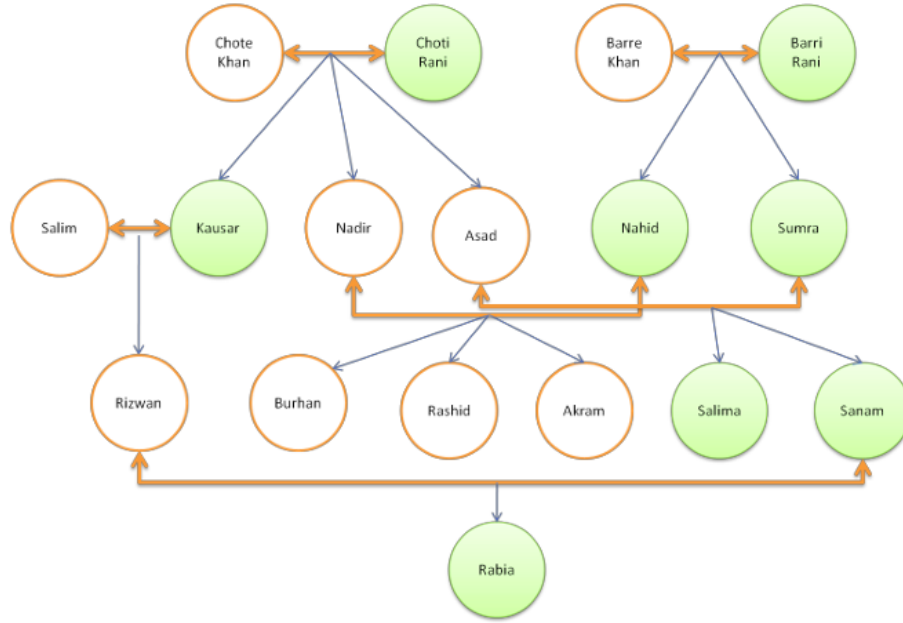 Chote
Khan
Choti
Rani
Barre
Khan
Barri
Rani
Salim
Kausar
Nadir
Asad
Nahid
Sumra
Rizwan
Burhan
Rashid
Akram
Salima
Sanam
Rabia